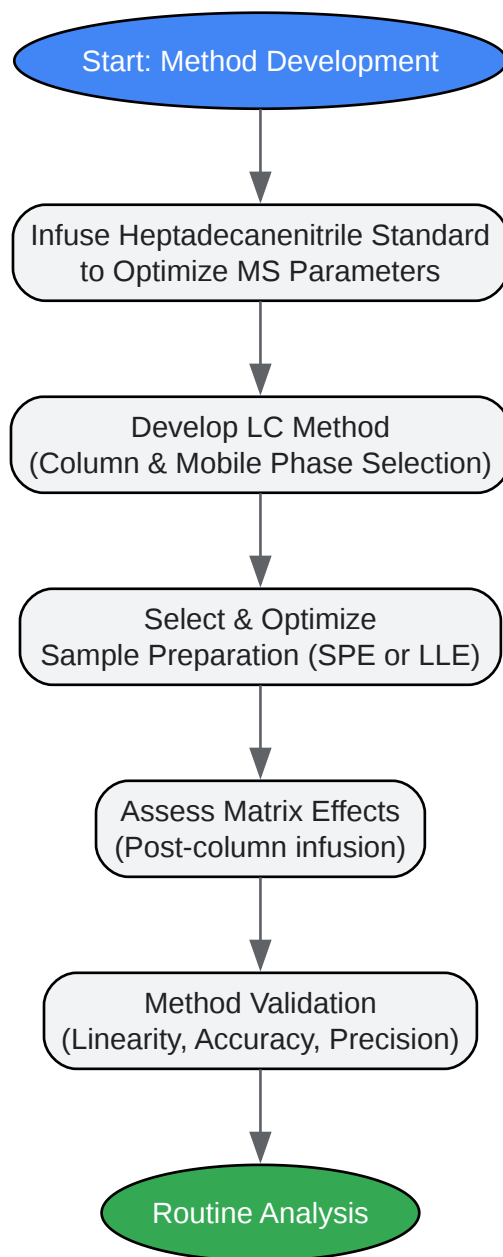 Start: Method Development
Infuse Heptadecanenitrile Standard
to Optimize MS Parameters
Develop LC Method
(Column & Mobile Phase Selection)
Select & Optimize
Sample Preparation (SPE or LLE)
Assess Matrix Effects
(Post-column infusion)
Method Validation
(Linearity, Accuracy, Precision)
Routine Analysis